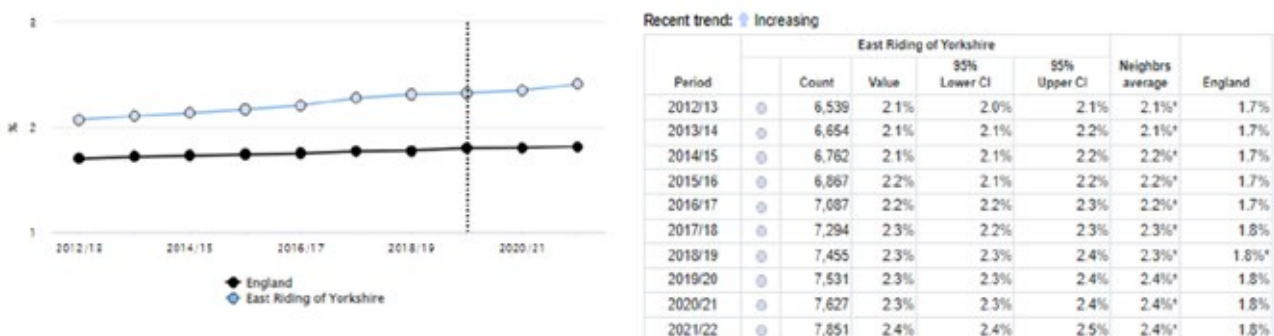 3
%
2
1
2012/13 2014/15 2016/17 2018/19 2020/21
England
East Riding of Yorkshire
Recent trend: Increasing
East Riding of Yorkshire
Period Count Value 95% Lower CI 95% Upper CI Neighbrs average England
2012/13 6,539 2.1% 2.0% 2.1% 2.1%* 1.7%
2013/14 6,654 2.1% 2.1% 2.2% 2.1%* 1.7%
2014/15 6,762 2.1% 2.1% 2.2% 2.2%* 1.7%
2015/16 6,867 2.2% 2.1% 2.2% 2.2%* 1.7%
2016/17 7,087 2.2% 2.2% 2.3% 2.2%* 1.7%
2017/18 7,294 2.3% 2.2% 2.3% 2.3%* 1.8%
2018/19 7,455 2.3% 2.3% 2.4% 2.3%* 1.8%*
2019/20 7,531 2.3% 2.3% 2.4% 2.4%* 1.8%
2020/21 7,627 2.3% 2.3% 2.4% 2.4%* 1.8%
2021/22 7,851 2.4% 2.4% 2.5% 2.4%* 1.8%